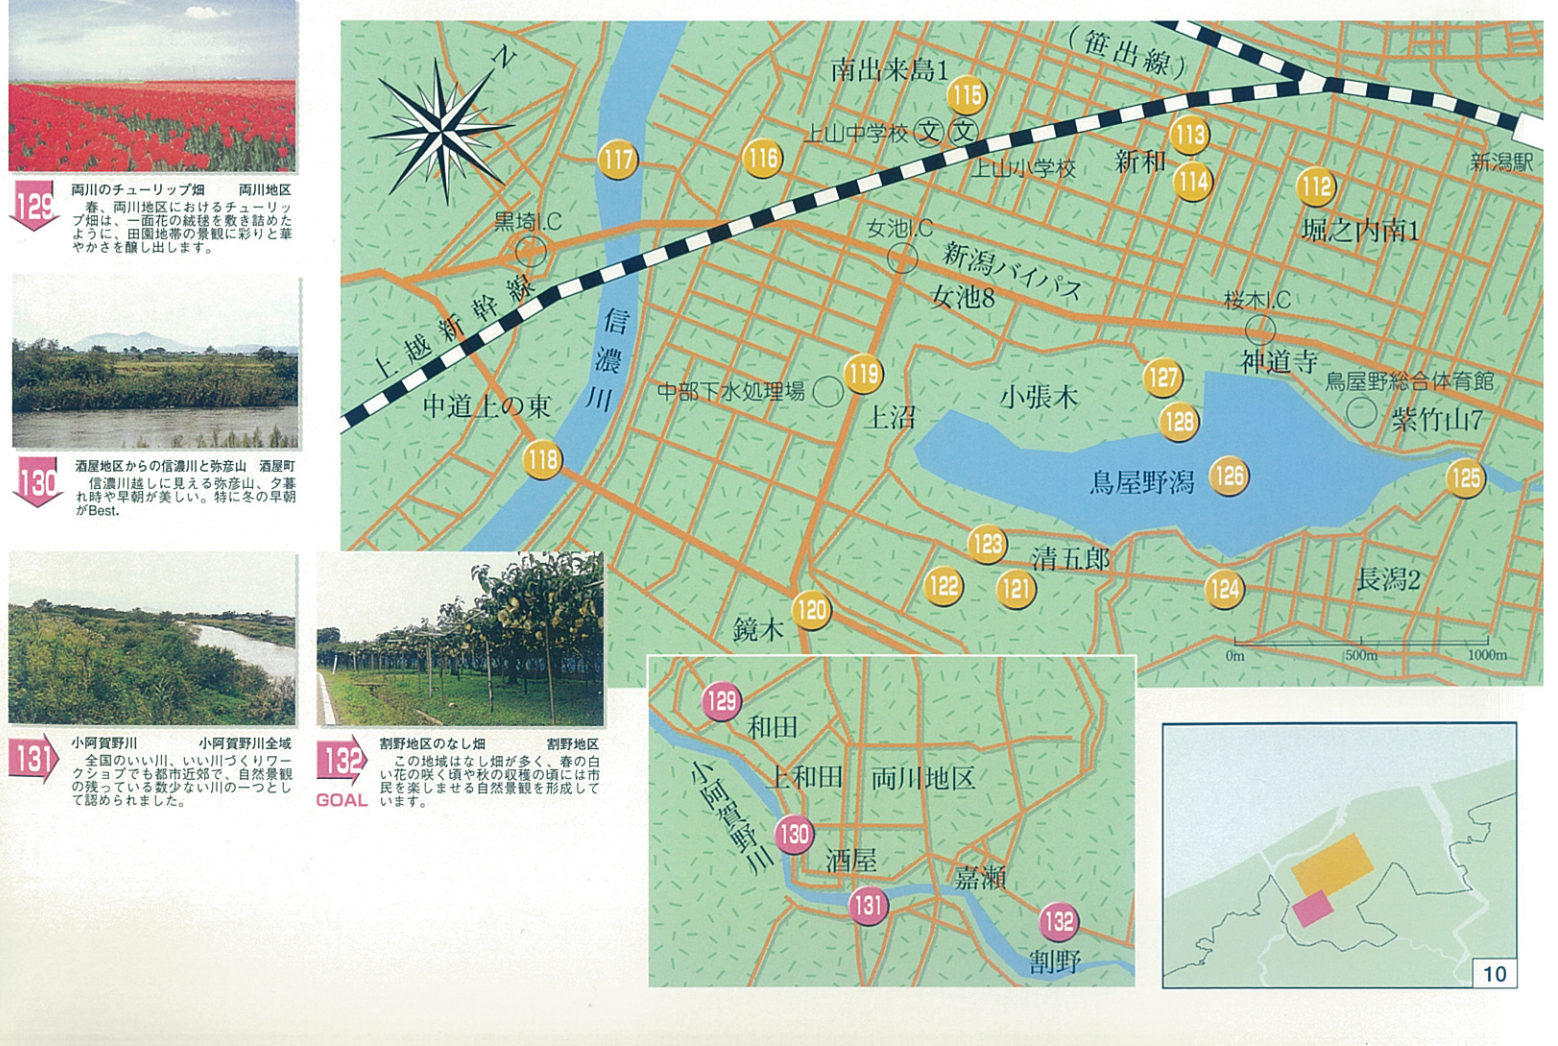 129
両川のチューリップ畑　両川地区
春、両川地区におけるチューリッ
プ畑は、一面花の絨毯を敷き詰めた
ように、田園地帯の景観に彩りと華
やかさを醸し出します。
130
酒屋地区からの信濃川と弥彦山　酒屋町
信濃川越しに見える弥彦山、夕暮
れ時や早朝が美しい。特に冬の早朝
がBest.
131
小阿賀野川　小阿賀野川全域
全国のいい川、いい川づくりワー
クショプでも都市近郊で、自然景観
の残っている数少ない川の一つとし
て認められました。
132
GOAL
割野地区のなし畑　割野地区
この地域はなし畑が多く、春の白
い花の咲く頃や秋の収穫の頃には市
民を楽しませる自然景観を形成して
います。
N
(笹出線)
南出来島1
115
上山中学校 文 文
上山小学校
113
新和
114
112
堀之内南1
新潟駅
117
116
黒埼I.C
女池I.C
新潟バイパス
女池8
桜木I.C
神道寺
上越新幹線
信濃川
中道上の東
118
中部下水処理場
119
上沼
小張木
127
128
鳥屋野総合体育館
紫竹山7
鳥屋野潟
126
125
123
清五郎
122
121
124
長潟2
120
鏡木
0m
500m
1000m
129
和田
上和田
両川地区
小阿賀野川
130
酒屋
嘉瀬
131
132
割野
10